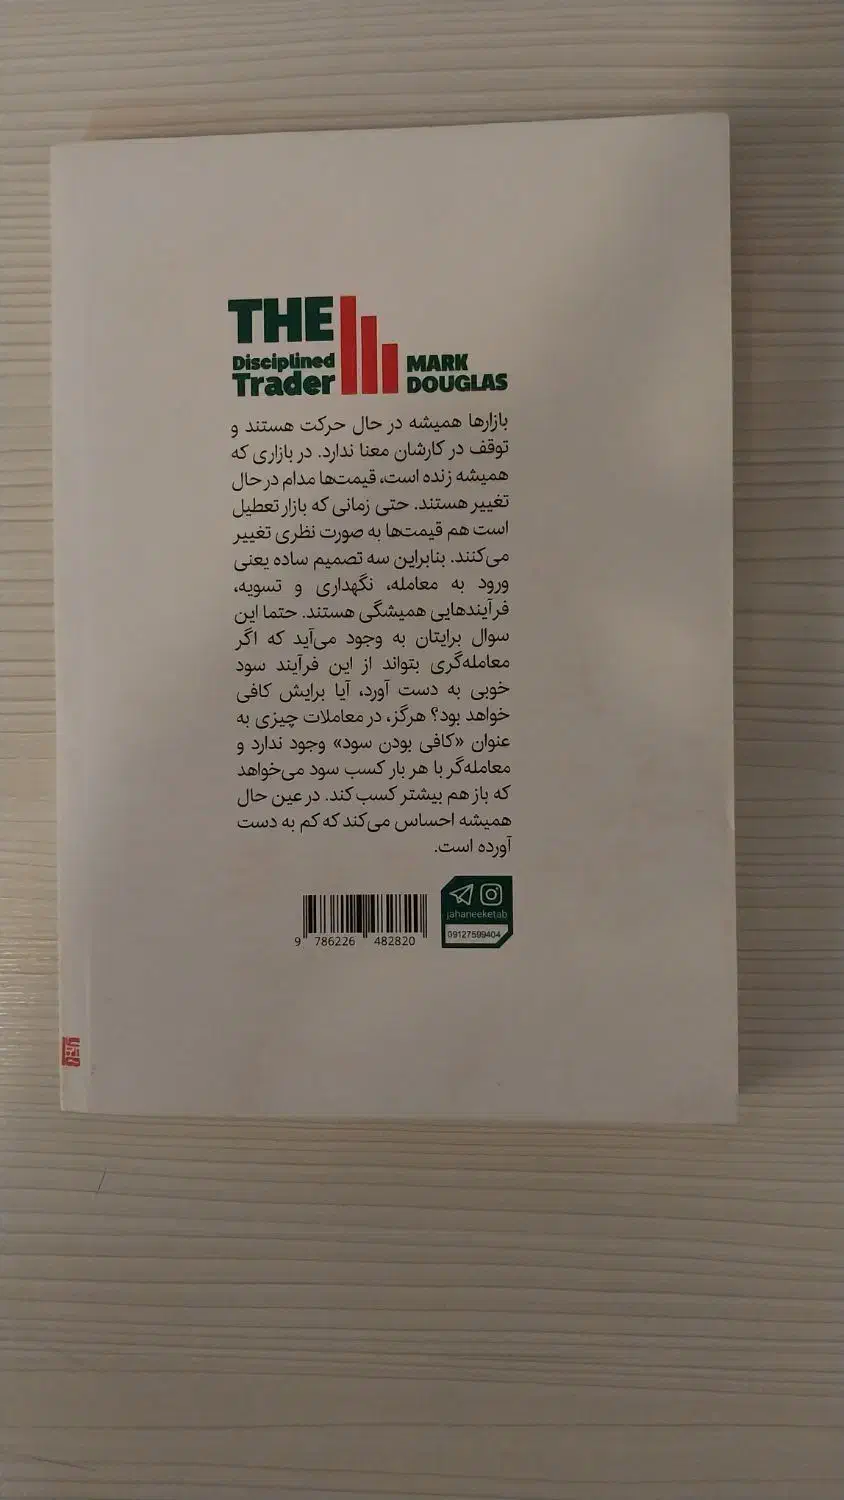 THE
Disciplined
Trader
MARK
DOUGLAS
بازارها همیشه در حال حرکت هستند و
توقف در کارشان معنا ندارد. در بازاری که
همیشه زنده است، قیمت‌ها مدام در حال
تغییر هستند. حتی زمانی که بازار تعطیل
است هم قیمت‌ها به صورت نظری تغییر
می‌کنند. بنابراین سه تصمیم ساده یعنی
ورود به معامله، نگهداری و تسویه،
فرآیندهایی همیشگی هستند. حتما این
سوال برایتان به وجود می‌آید که اگر
معامله‌گری بتواند از این فرآیند سود
خوبی به دست آورد، آیا برایش کافی
خواهد بود؟ هرگز، در معاملات چیزی به
عنوان «کافی بودن سود» وجود ندارد و
معامله‌گر با هر بار کسب سود می‌خواهد
که باز هم بیشتر کسب کند. در عین حال
همیشه احساس می‌کند که کم به دست
آورده است.
jahaneeketab
09127599404
9 786226 482820